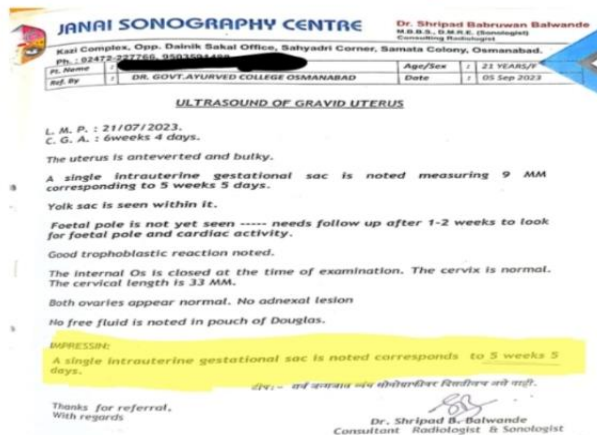 JANAI SONOGRAPHY CENTRE
Dr. Shripad Babruwan Balwande
M.B.B.S., D.M.R.E. (Sonologist)
Consulting Radiologist
Kazi Complex, Opp. Dainik Sakal Office, Sahyadri Corner, Samata Colony, Osmanabad.
Ph. : 02472-227766,
Pt. Name : Age/Sex : 21 YEARS/F
Ref. By : DR. GOVT.AYURVED COLLEGE OSMANABAD Date : 05 Sep 2023
ULTRASOUND OF GRAVID UTERUS
L. M. P. : 21/07/2023.
C. G. A. : 6weeks 4 days.
The uterus is anteverted and bulky.
A single intrauterine gestational sac is noted measuring 9 MM
corresponding to 5 weeks 5 days.
Yolk sac is seen within it.
Foetal pole is not yet seen ----- needs follow up after 1-2 weeks to look
for foetal pole and cardiac activity.
Good trophoblastic reaction noted.
The internal Os is closed at the time of examination. The cervix is normal.
The cervical length is 33 MM.
Both ovaries appear normal. No adnexal lesion
No free fluid is noted in pouch of Douglas.
IMPRESSIN:
A single intrauterine gestational sac is noted corresponds to 5 weeks 5
days.
Thanks for referral,
With regards
Dr. Shripad B. Balwande
Consultant Radiologist & Sonologist